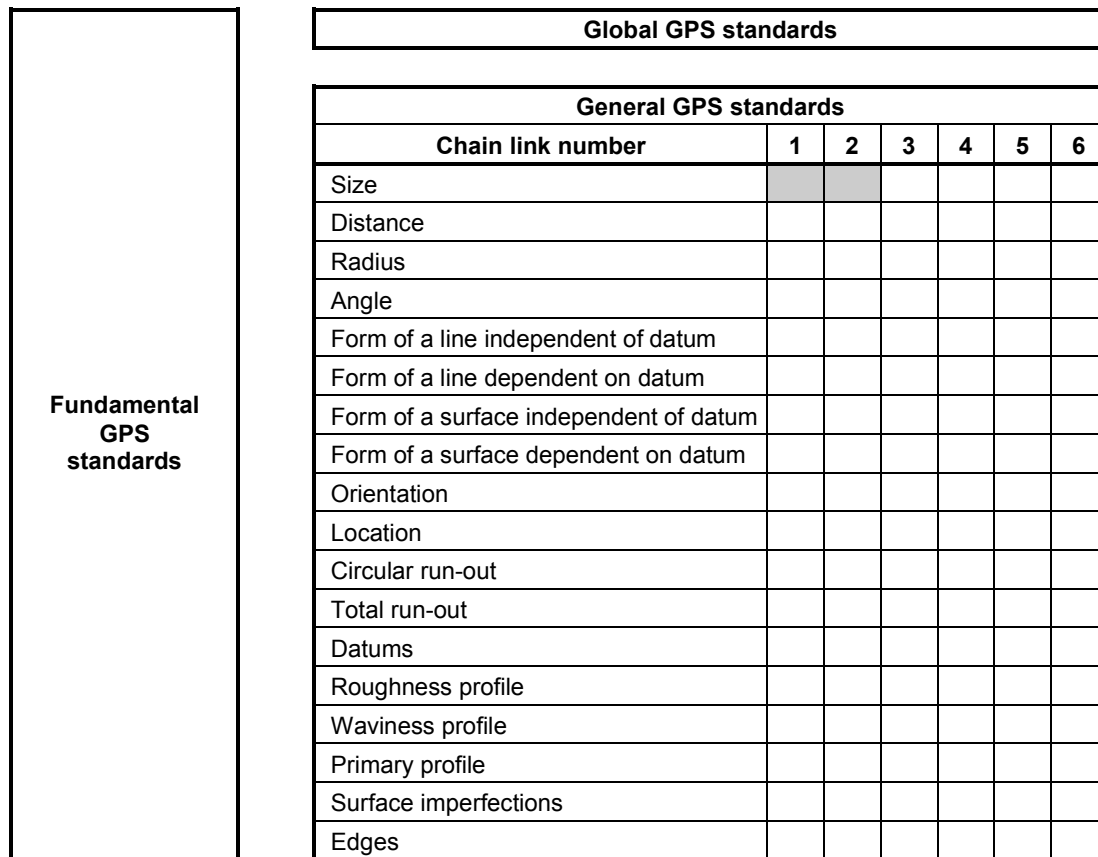 Fundamental
GPS
standards
Global GPS standards
General GPS standards
Chain link number 1 2 3 4 5 6
Size
Distance
Radius
Angle
Form of a line independent of datum
Form of a line dependent on datum
Form of a surface independent of datum
Form of a surface dependent on datum
Orientation
Location
Circular run-out
Total run-out
Datums
Roughness profile
Waviness profile
Primary profile
Surface imperfections
Edges